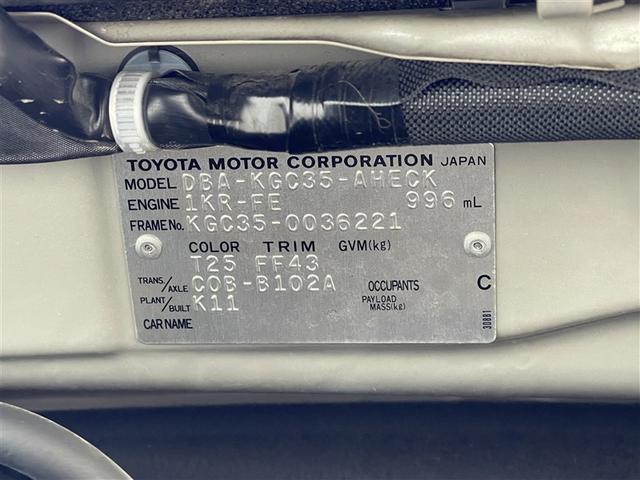 TOYOTA MOTOR CORPORATION JAPAN
MODEL DBA-KGC35-AHECK
ENGINE 1KR-FE 996 mL
FRAME No. KGC35-0036221
COLOR TRIM GVM(kg)
T25 FF43
TRANS./AXLE C0B-B102A OCCUPANTS C
PLANT/BUILT K11 PAYLOAD MASS(kg)
CAR NAME
30881